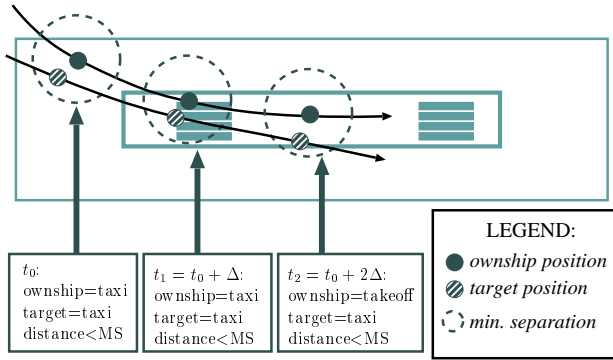 t₀:
ownship=taxi
target=taxi
distance<MS
t₁ = t₀ + Δ:
ownship=taxi
target=taxi
distance<MS
t₂ = t₀ + 2Δ:
ownship=takeoff
target=taxi
distance<MS
LEGEND:
ownship position
target position
min. separation